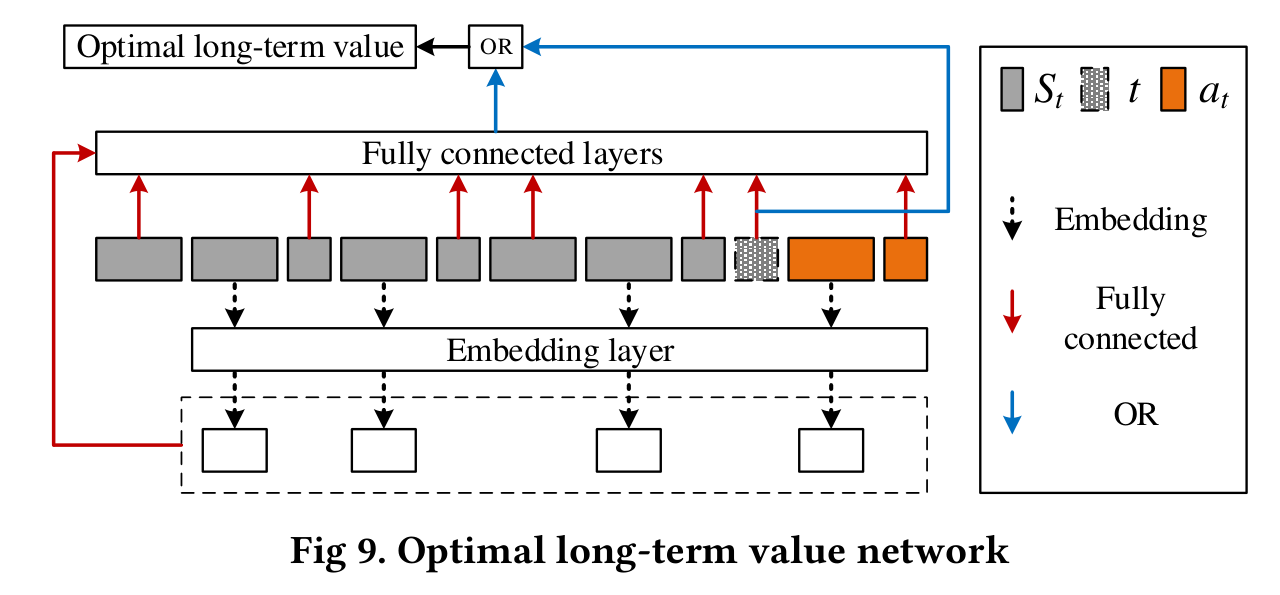 Optimal long-term value
OR
Fully connected layers
Embedding layer
S_t t a_t
Embedding
Fully
connected
OR
Fig 9. Optimal long-term value network